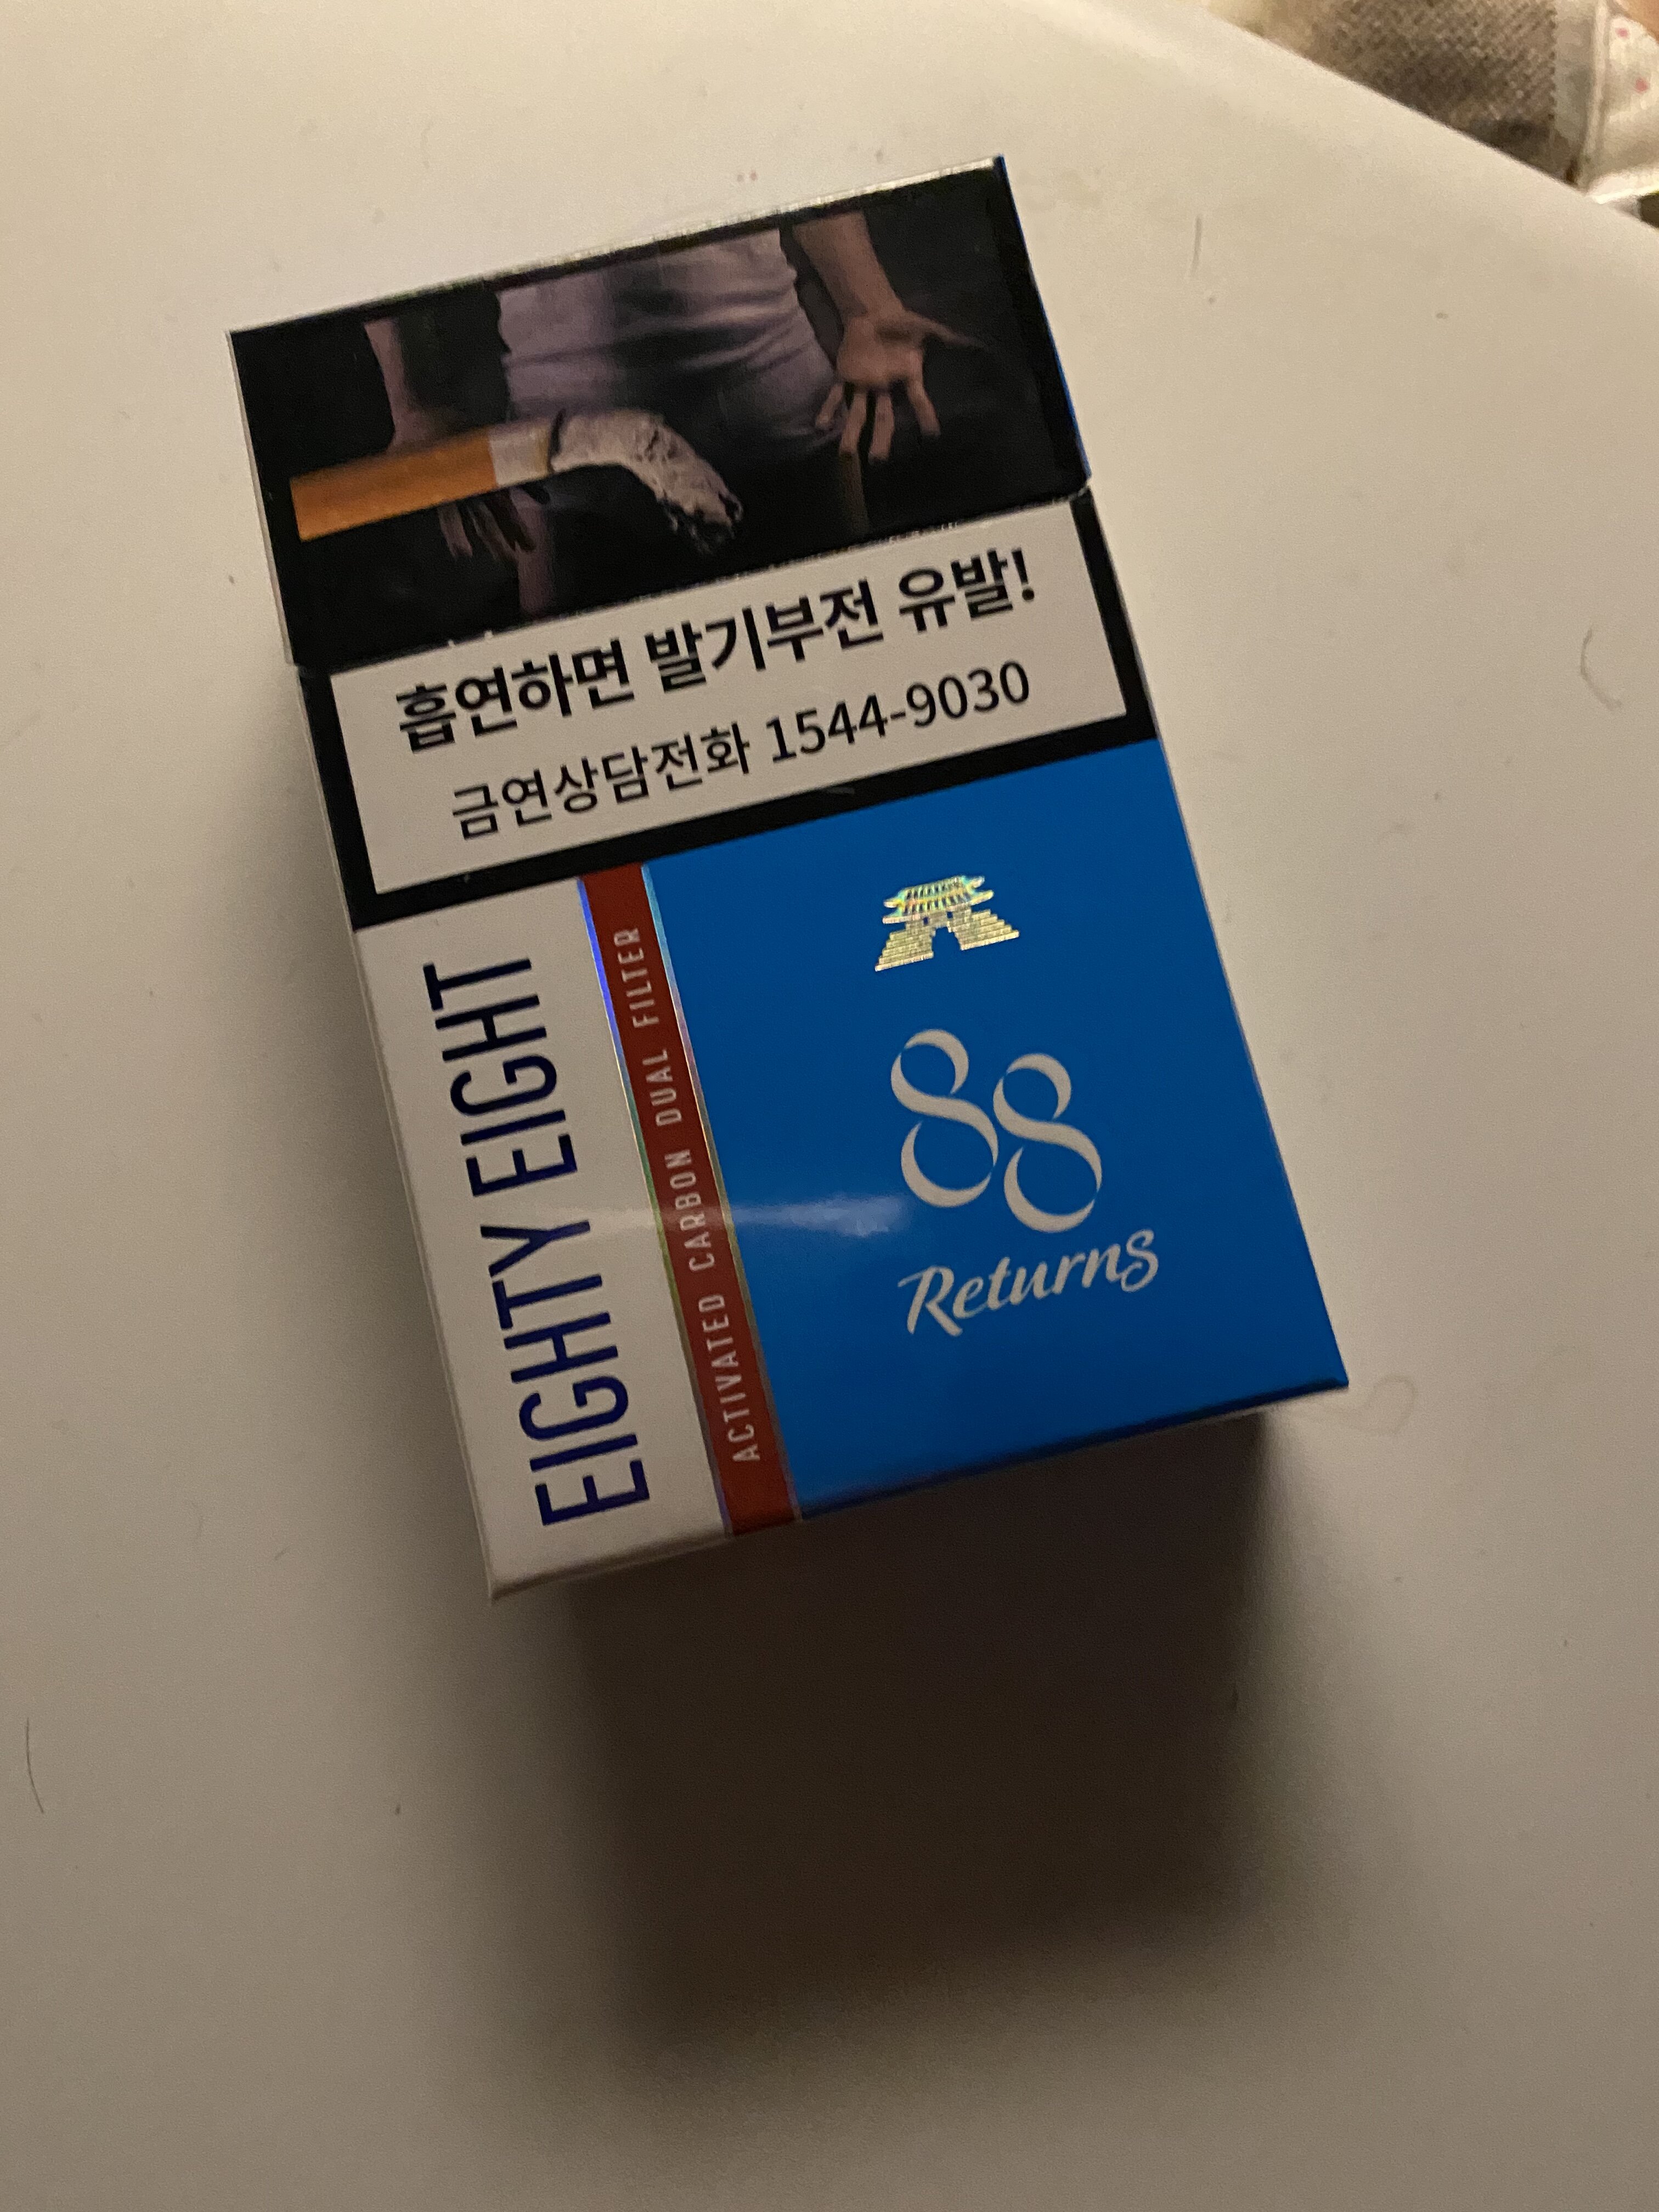 흡연하면 발기부전 유발!
금연상담전화 1544-9030
EIGHTY EIGHT
ACTIVATED CARBON DUAL FILTER
88
Returns